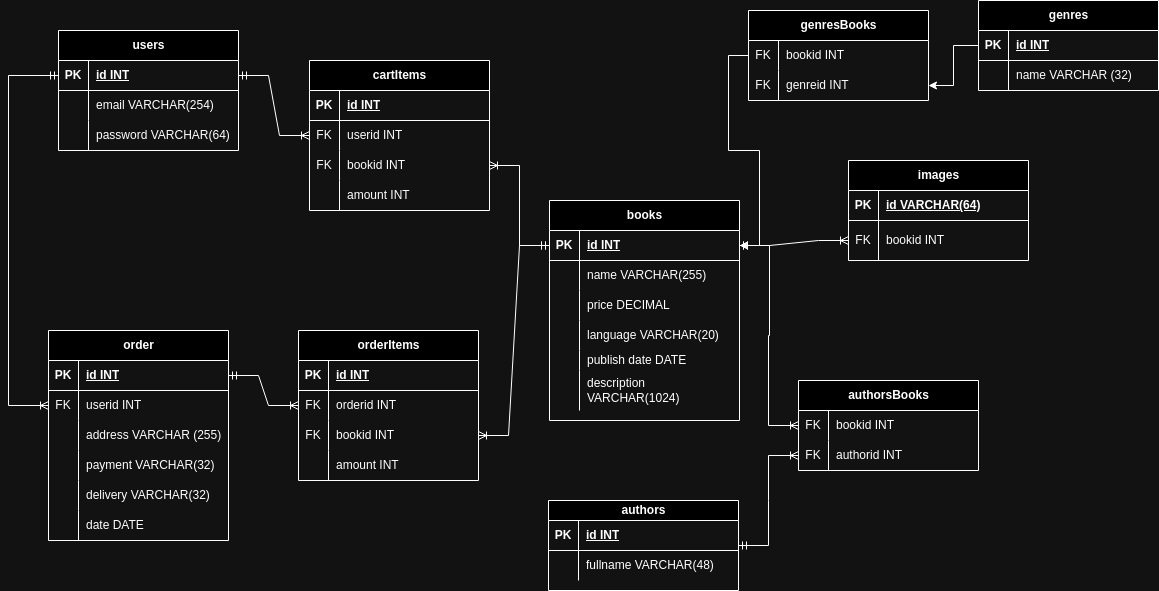 users
PK id INT
email VARCHAR(254)
password VARCHAR(64)
cartItems
PK id INT
FK userid INT
FK bookid INT
amount INT
genresBooks
FK bookid INT
FK genreid INT
genres
PK id INT
name VARCHAR (32)
images
PK id VARCHAR(64)
FK bookid INT
books
PK id INT
name VARCHAR(255)
price DECIMAL
language VARCHAR(20)
publish date DATE
description
VARCHAR(1024)
order
PK id INT
FK userid INT
address VARCHAR (255)
payment VARCHAR(32)
delivery VARCHAR(32)
date DATE
orderItems
PK id INT
FK orderid INT
FK bookid INT
amount INT
authorsBooks
FK bookid INT
FK authorid INT
authors
PK id INT
fullname VARCHAR(48)